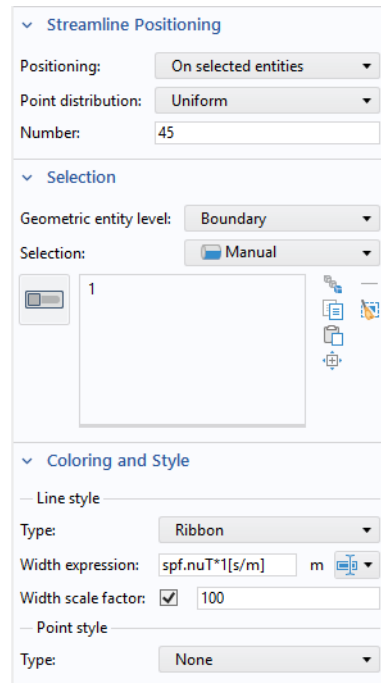 Streamline Positioning
Positioning: On selected entities
Point distribution: Uniform
Number: 45
Selection
Geometric entity level: Boundary
Selection: Manual
1
Coloring and Style
Line style
Type: Ribbon
Width expression: spf.nuT*1[s/m] m
Width scale factor: 100
Point style
Type: None